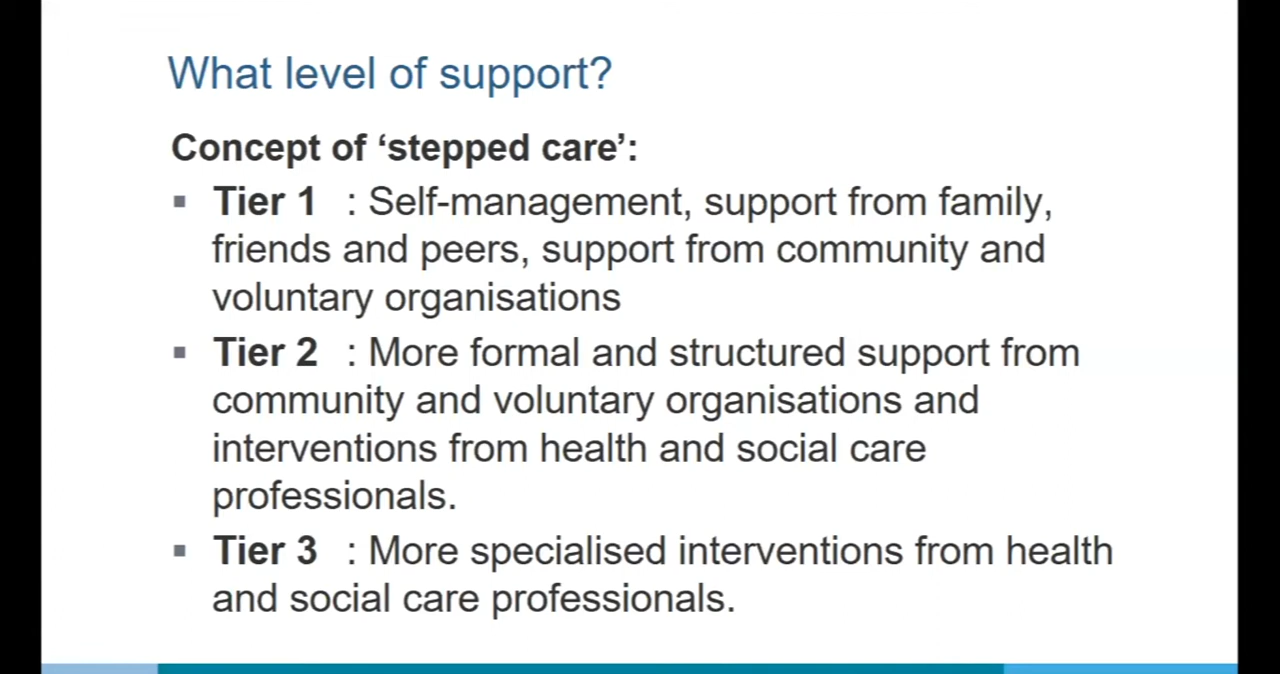 What level of support?
Concept of ‘stepped care’:
▪ Tier 1 : Self-management, support from family,
friends and peers, support from community and
voluntary organisations
▪ Tier 2 : More formal and structured support from
community and voluntary organisations and
interventions from health and social care
professionals.
▪ Tier 3 : More specialised interventions from health
and social care professionals.